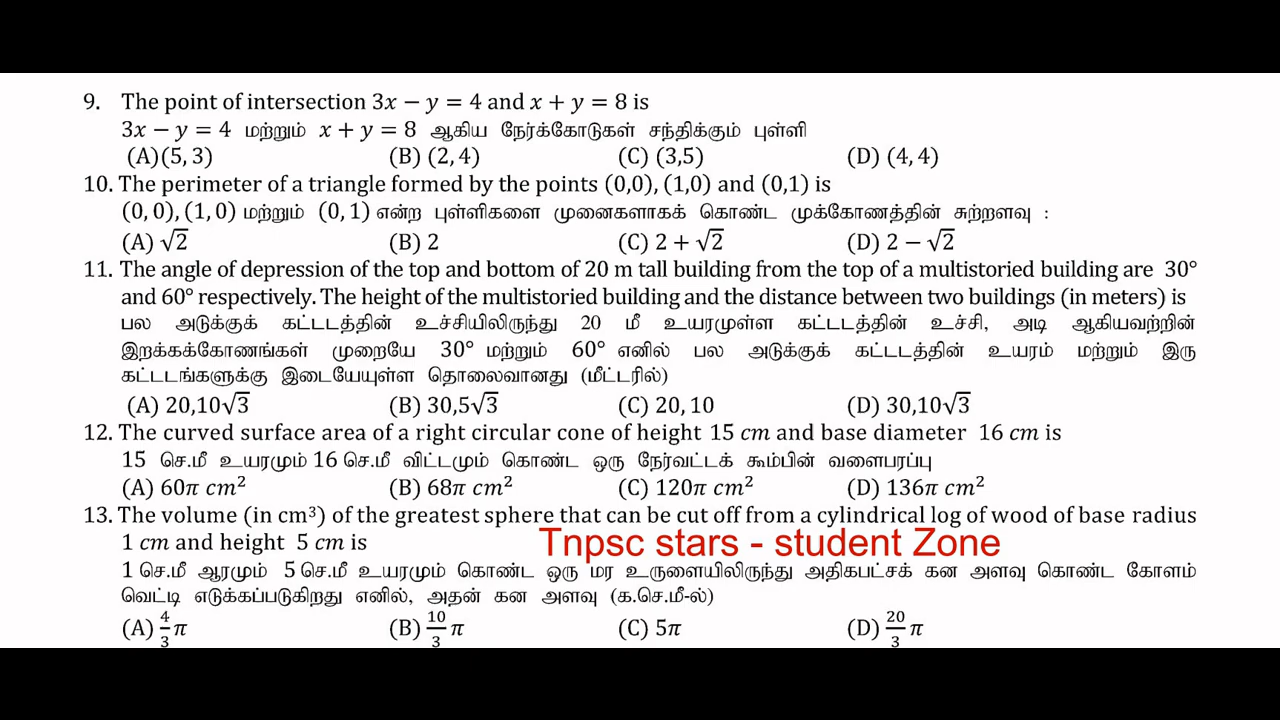 9. The point of intersection 3x − y = 4 and x + y = 8 is
3x − y = 4 மற்றும் x + y = 8 ஆகிய நேர்க்கோடுகள் சந்திக்கும் புள்ளி
(A)(5, 3) (B) (2, 4) (C) (3,5) (D) (4, 4)
10. The perimeter of a triangle formed by the points (0,0), (1,0) and (0,1) is
(0, 0), (1, 0) மற்றும் (0, 1) என்ற புள்ளிகளை முனைகளாகக் கொண்ட முக்கோணத்தின் சுற்றளவு :
(A) √2 (B) 2 (C) 2 + √2 (D) 2 − √2
11. The angle of depression of the top and bottom of 20 m tall building from the top of a multistoried building are 30°
and 60° respectively. The height of the multistoried building and the distance between two buildings (in meters) is
பல அடுக்குக் கட்டடத்தின் உச்சியிலிருந்து 20 மீ உயரமுள்ள கட்டடத்தின் உச்சி, அடி ஆகியவற்றின்
இறக்கக்கோணங்கள் முறையே 30° மற்றும் 60° எனில் பல அடுக்குக் கட்டடத்தின் உயரம் மற்றும் இரு
கட்டடங்களுக்கு இடையேயுள்ள தொலைவானது (மீட்டரில்)
(A) 20,10√3 (B) 30,5√3 (C) 20, 10 (D) 30,10√3
12. The curved surface area of a right circular cone of height 15 cm and base diameter 16 cm is
15 செ.மீ உயரமும் 16 செ.மீ விட்டமும் கொண்ட ஒரு நேர்வட்டக் கூம்பின் வளைபரப்பு
(A) 60π cm² (B) 68π cm² (C) 120π cm² (D) 136π cm²
13. The volume (in cm³) of the greatest sphere that can be cut off from a cylindrical log of wood of base radius
1 cm and height 5 cm is
Tnpsc stars - student Zone
1 செ.மீ ஆரமும் 5 செ.மீ உயரமும் கொண்ட ஒரு மர உருளையிலிருந்து அதிகபட்சக் கன அளவு கொண்ட கோளம்
வெட்டி எடுக்கப்படுகிறது எனில், அதன் கன அளவு (க.செ.மீ-ல்)
(A) 4/3 π (B) 10/3 π (C) 5π (D) 20/3 π